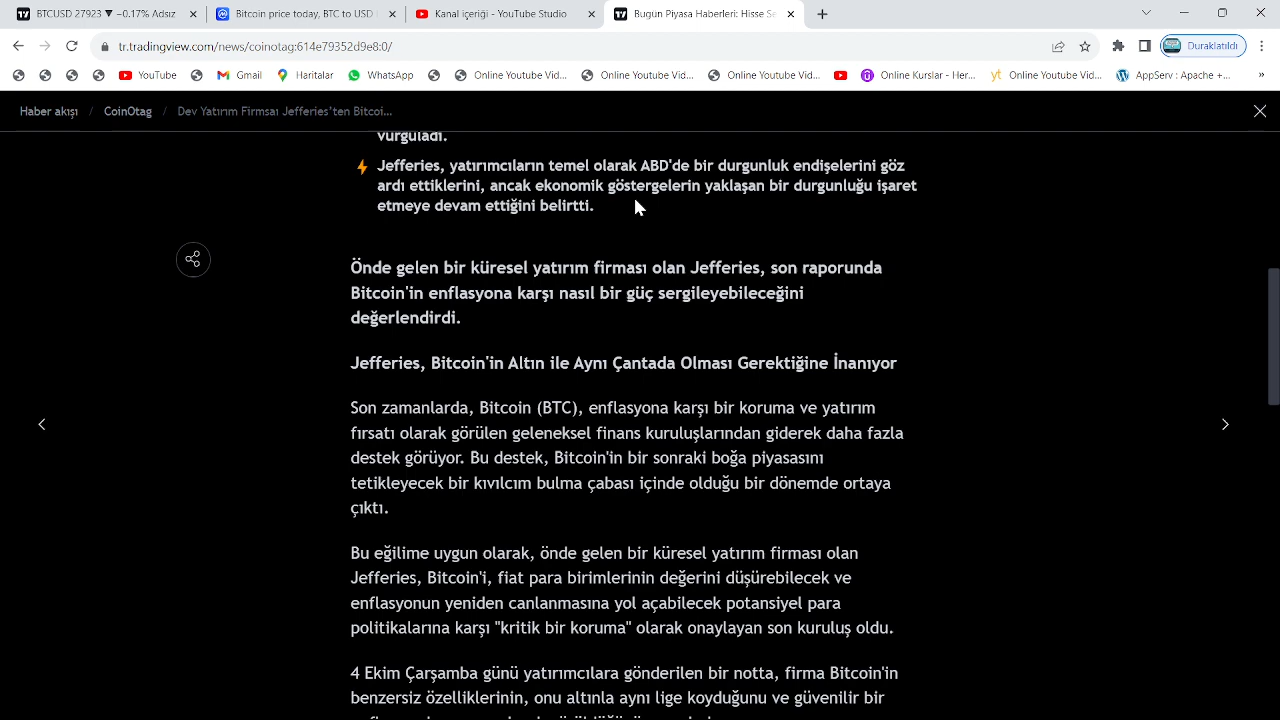 BTCUSD 27923 ▼ −0.17% Adsız
Bitcoin price today, BTC to USD l
Kanal içeriği - YouTube Studio
Bugün Piyasa Haberleri: Hisse Se
tr.tradingview.com/news/coinotag:614e79352d9e8:0/
Duraklatıldı
YouTube
Gmail
Haritalar
WhatsApp
Online Youtube Vid...
Online Youtube Vid...
Online Youtube Vid...
Online Kurslar - Her...
Online Youtube Vid...
AppServ : Apache +...
Haber akışı / CoinOtag / Dev Yatırım Firması Jefferies'ten Bitcoi...
vurguladı.
Jefferies, yatırımcıların temel olarak ABD'de bir durgunluk endişelerini göz
ardı ettiklerini, ancak ekonomik göstergelerin yaklaşan bir durgunluğu işaret
etmeye devam ettiğini belirtti.
Önde gelen bir küresel yatırım firması olan Jefferies, son raporunda
Bitcoin'in enflasyona karşı nasıl bir güç sergileyebileceğini
değerlendirdi.
Jefferies, Bitcoin'in Altın ile Aynı Çantada Olması Gerektiğine İnanıyor
Son zamanlarda, Bitcoin (BTC), enflasyona karşı bir koruma ve yatırım
fırsatı olarak görülen geleneksel finans kuruluşlarından giderek daha fazla
destek görüyor. Bu destek, Bitcoin'in bir sonraki boğa piyasasını
tetikleyecek bir kıvılcım bulma çabası içinde olduğu bir dönemde ortaya
çıktı.
Bu eğilime uygun olarak, önde gelen bir küresel yatırım firması olan
Jefferies, Bitcoin'i, fiat para birimlerinin değerini düşürebilecek ve
enflasyonun yeniden canlanmasına yol açabilecek potansiyel para
politikalarına karşı "kritik bir koruma" olarak onaylayan son kuruluş oldu.
4 Ekim Çarşamba günü yatırımcılara gönderilen bir notta, firma Bitcoin'in
benzersiz özelliklerinin, onu altınla aynı lige koyduğunu ve güvenilir bir